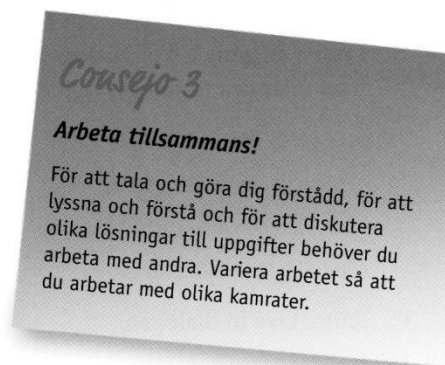 Consejo 3
Arbeta tillsammans!
För att tala och göra dig förstådd, för att
lyssna och förstå och för att diskutera
olika lösningar till uppgifter behöver du
arbeta med andra. Variera arbetet så att
du arbetar med olika kamrater.